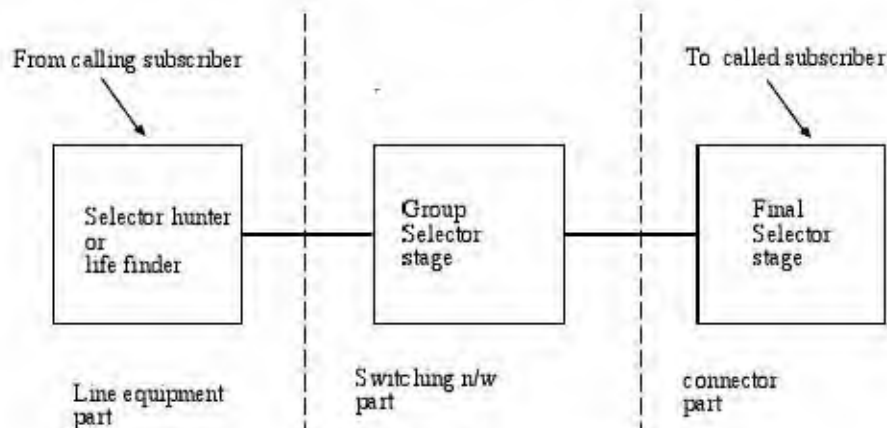 From calling subscriber
To called subscriber
Selector hunter
or
life finder
Group
Selector
stage
Final
Selector
stage
Line equipment
part
Switching n/w
part
connector
part